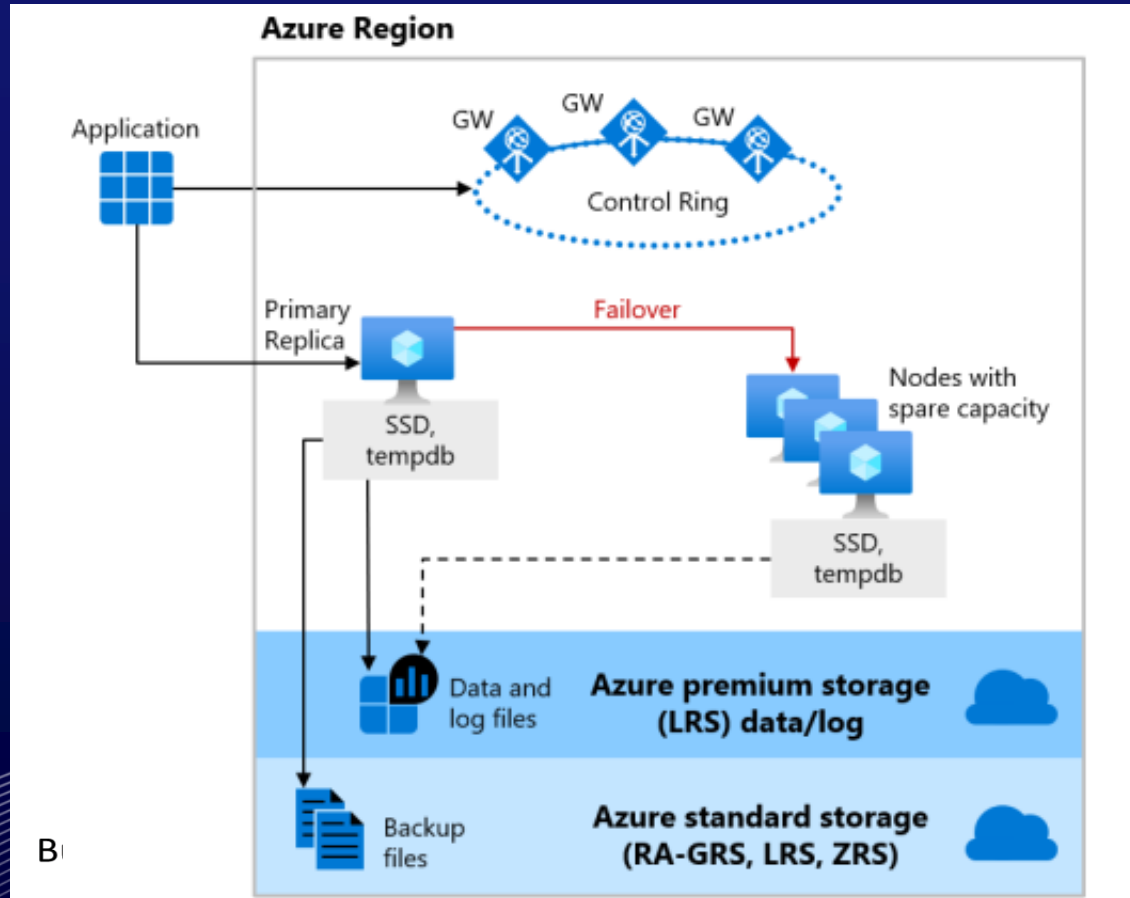 Azure Region
Application
GW
GW
GW
Control Ring
Primary
Replica
Failover
Nodes with
spare capacity
SSD,
tempdb
SSD,
tempdb
Data and
log files
Azure premium storage
(LRS) data/log
Backup
files
Azure standard storage
(RA-GRS, LRS, ZRS)